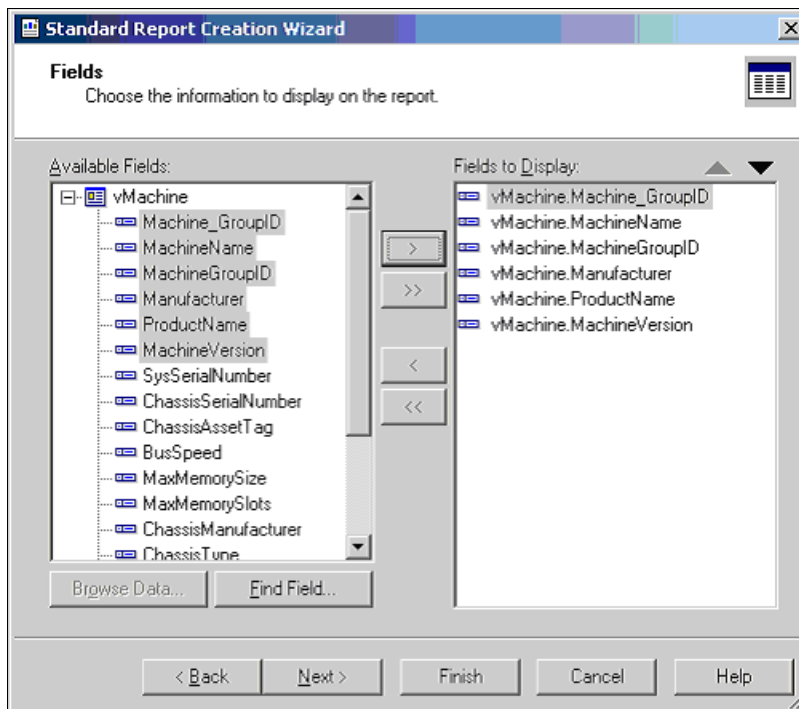 Standard Report Creation Wizard
Fields
Choose the information to display on the report.
Available Fields:
vMachine
Machine_GroupID
MachineName
MachineGroupID
Manufacturer
ProductName
MachineVersion
SysSerialNumber
ChassisSerialNumber
ChassisAssetTag
BusSpeed
MaxMemorySize
MaxMemorySlots
ChassisManufacturer
ChassisType
Browse Data...
Find Field...
>
>>
<
<<
Fields to Display:
vMachine.Machine_GroupID
vMachine.MachineName
vMachine.MachineGroupID
vMachine.Manufacturer
vMachine.ProductName
vMachine.MachineVersion
< Back
Next >
Finish
Cancel
Help